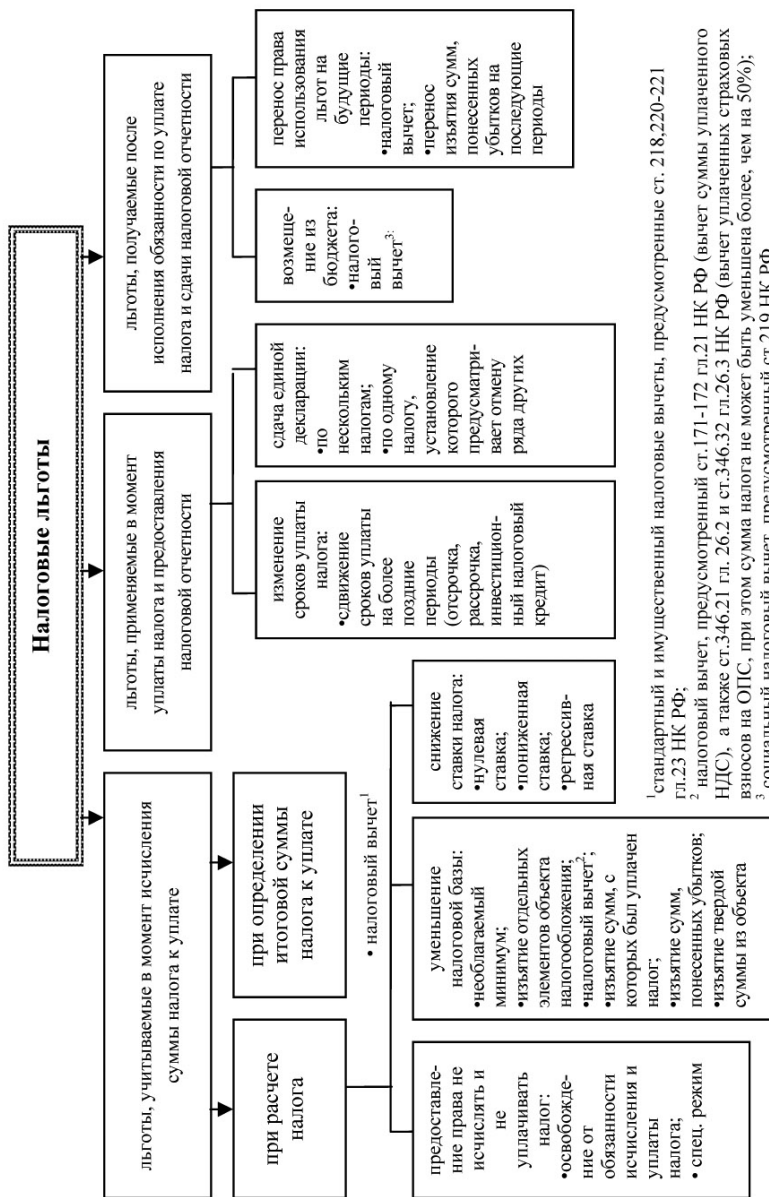 Налоговые льготы
льготы, учитываемые в момент исчисления
суммы налога к уплате
льготы, применяемые в момент
уплаты налога и предоставления
налоговой отчетности
льготы, получаемые после
исполнения обязанности по уплате
налога и сдачи налоговой отчетности
при расчете
налога
при определении
итоговой суммы
налога к уплате
• налоговый вычет¹
предоставле-
ние права не
исчислять и
не
уплачивать
налог:
•освобожде-
ние от
обязанности
исчисления и
уплаты
налога;
• спец. режим
уменьшение
налоговой базы:
•необлагаемый
минимум;
•изъятие отдельных
элементов объекта
налогообложения;
•налоговый вычет²;
•изъятие сумм, с
которых был уплачен
налог;
•изъятие сумм,
понесенных убытков;
•изъятие твердой
суммы из объекта
снижение
ставки налога:
•нулевая
ставка;
•пониженная
ставка;
•регрессив-
ная ставка
изменение
сроков уплаты
налога:
•сдвижение
сроков уплаты
на более
поздние
периоды
(отсрочка,
рассрочка,
инвестицион-
ный налоговый
кредит)
сдача единой
декларации:
•по
нескольким
налогам;
•по одному
налогу,
установление
которого
предусматри-
вает отмену
ряда других
возмеще-
ние из
бюджета:
•налого-
вый
вычет³:
перенос права
использования
льгот на
будущие
периоды:
•налоговый
вычет;
•перенос
изъятия сумм,
понесенных
убытков на
последующие
периоды
¹стандартный и имущественный налоговые вычеты, предусмотренные ст. 218,220-221
гл.23 НК РФ;
² налоговый вычет, предусмотренный ст.171-172 гл.21 НК РФ (вычет суммы уплаченного
НДС), а также ст.346.21 гл. 26.2 и ст.346.32 гл.26.3 НК РФ (вычет уплаченных страховых
взносов на ОПС, при этом сумма налога не может быть уменьшена более, чем на 50%);
³ социальный налоговый вычет, предусмотренный ст.219 НК РФ